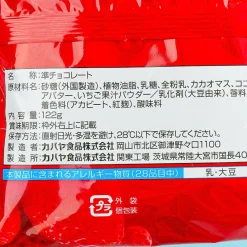 名称：準チョコレート
原材料名：砂糖(外国製造)、植物油脂、乳糖、全粉乳、カカオマス、ココ
アバター、いちご果汁パウダー/乳化剤(大豆由来)、香料
着色料(アカビート、紅麹)、酸味料
内容量：122g
賞味期限：枠外右上に記載
保存方法：直射日光・多湿を避け、28℃以下で保存してください。
製造者：カバヤ食品株式会社 岡山市北区御津野々口1100
製造所：カバヤ食品株式会社 関東工場 茨城県常陸大宮市国長40
本製品に含まれるアレルギー物質(28品目中)
乳・大豆
プラ
外袋
個包装